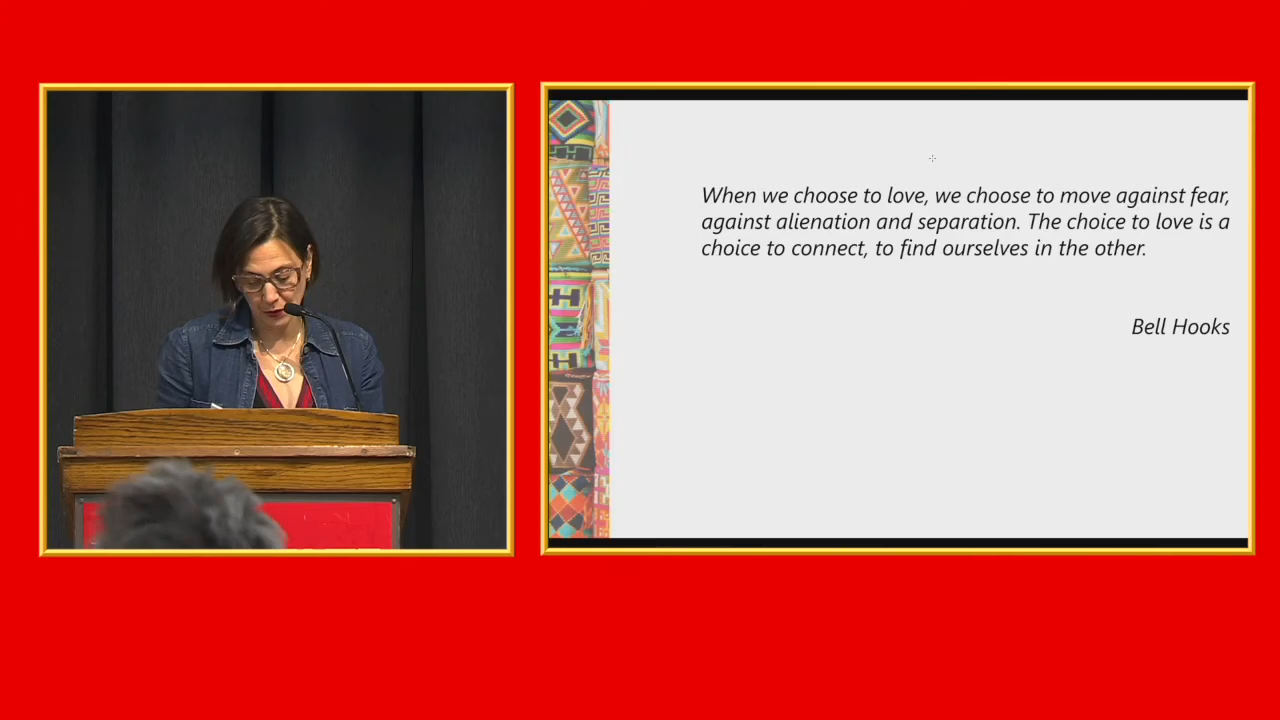 When we choose to love, we choose to move against fear,
against alienation and separation. The choice to love is a
choice to connect, to find ourselves in the other.
Bell Hooks